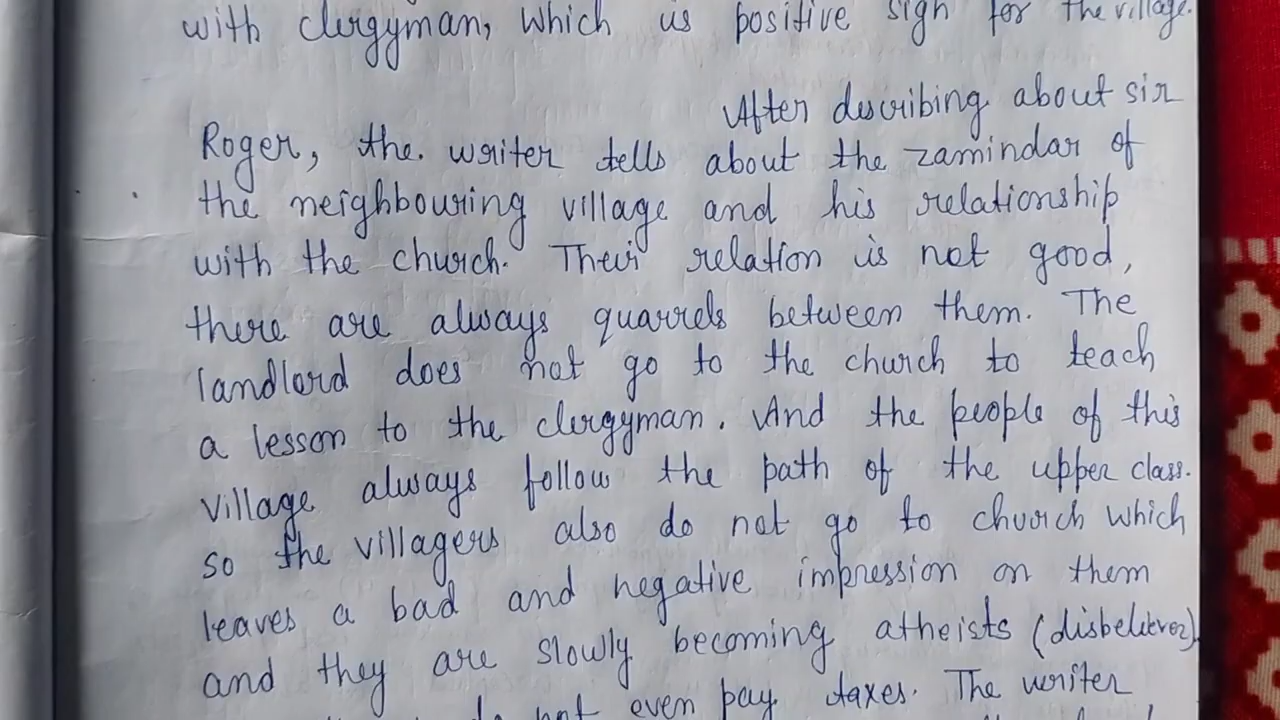 with clergyman, which is positive sign for the village.
After describing about sir
Roger, the. writer tells about the zamindar of
the neighbouring village and his relationship
with the church. Their relation is not good,
there are always quarrels between them. The
landlord does not go to the church to teach
a lesson to the clergyman. And the people of this
village always follow the path of the upper class.
so the villagers also do not go to church which
leaves a bad and negative impression on them
and they are slowly becoming atheists (disbeliever)
do not even pay taxes. The writer